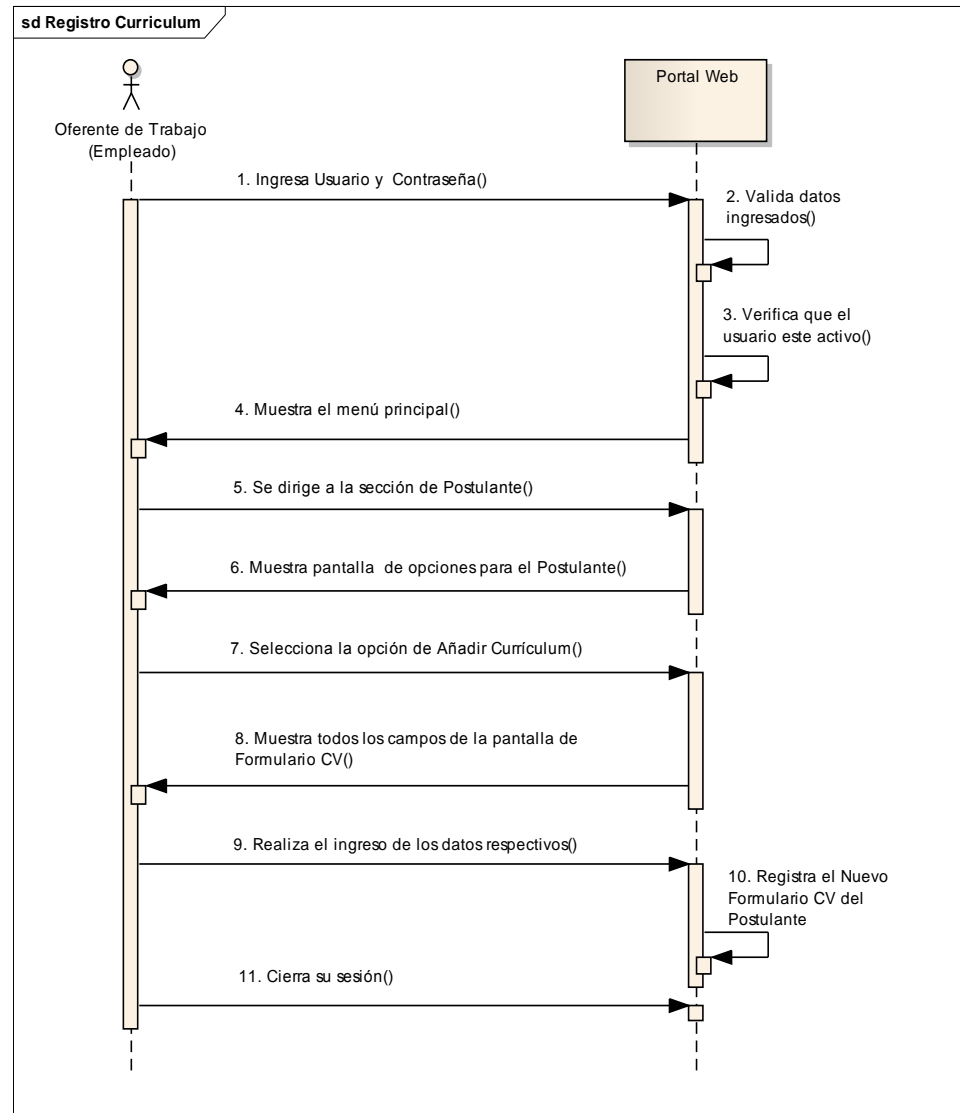 sd Registro Curriculum
Oferente de Trabajo
(Empleado)
Portal Web
1. Ingresa Usuario y Contraseña()
2. Valida datos
ingresados()
3. Verifica que el
usuario este activo()
4. Muestra el menú principal()
5. Se dirige a la sección de Postulante()
6. Muestra pantalla de opciones para el Postulante()
7. Selecciona la opción de Añadir Currículum()
8. Muestra todos los campos de la pantalla de
Formulario CV()
9. Realiza el ingreso de los datos respectivos()
10. Registra el Nuevo
Formulario CV del
Postulante
11. Cierra su sesión()